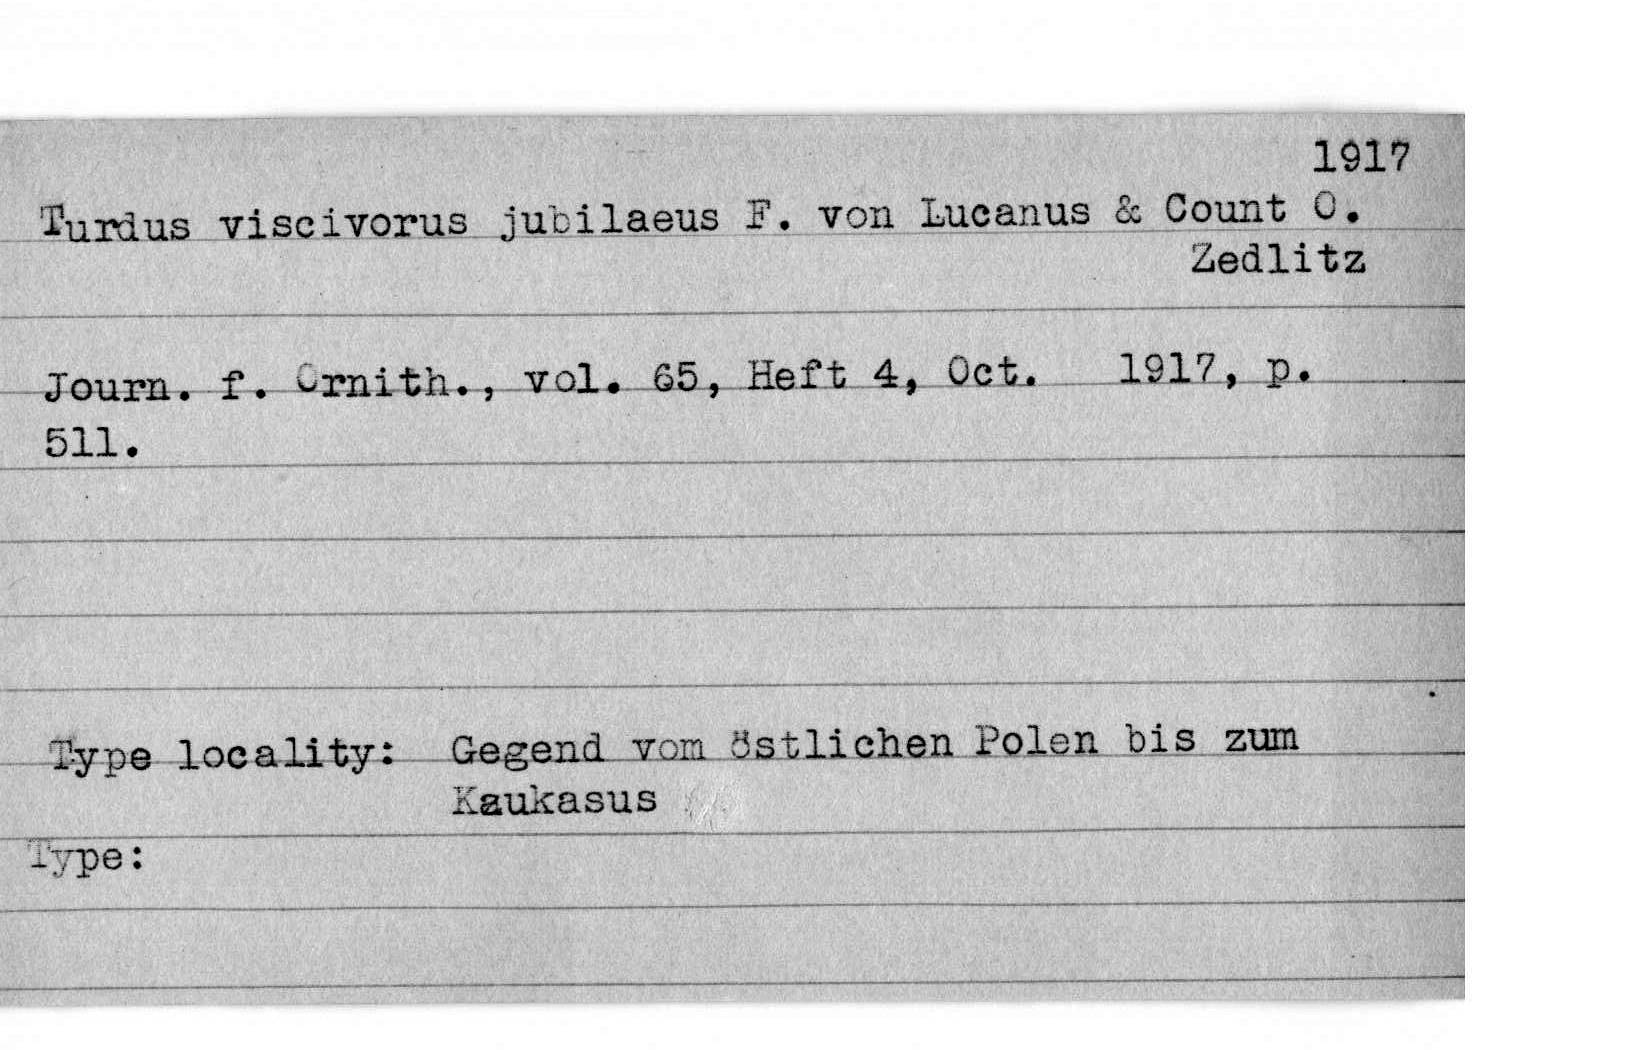 1917
Turdus viscivorus jubilaeus F. von Lucanus & Count O.
Zedlitz
Journ. f. Ornith., vol. 65, Heft 4, Oct. 1917, p.
511.
Type locality: Gegend vom östlichen Polen bis zum
Kaukasus
Type: